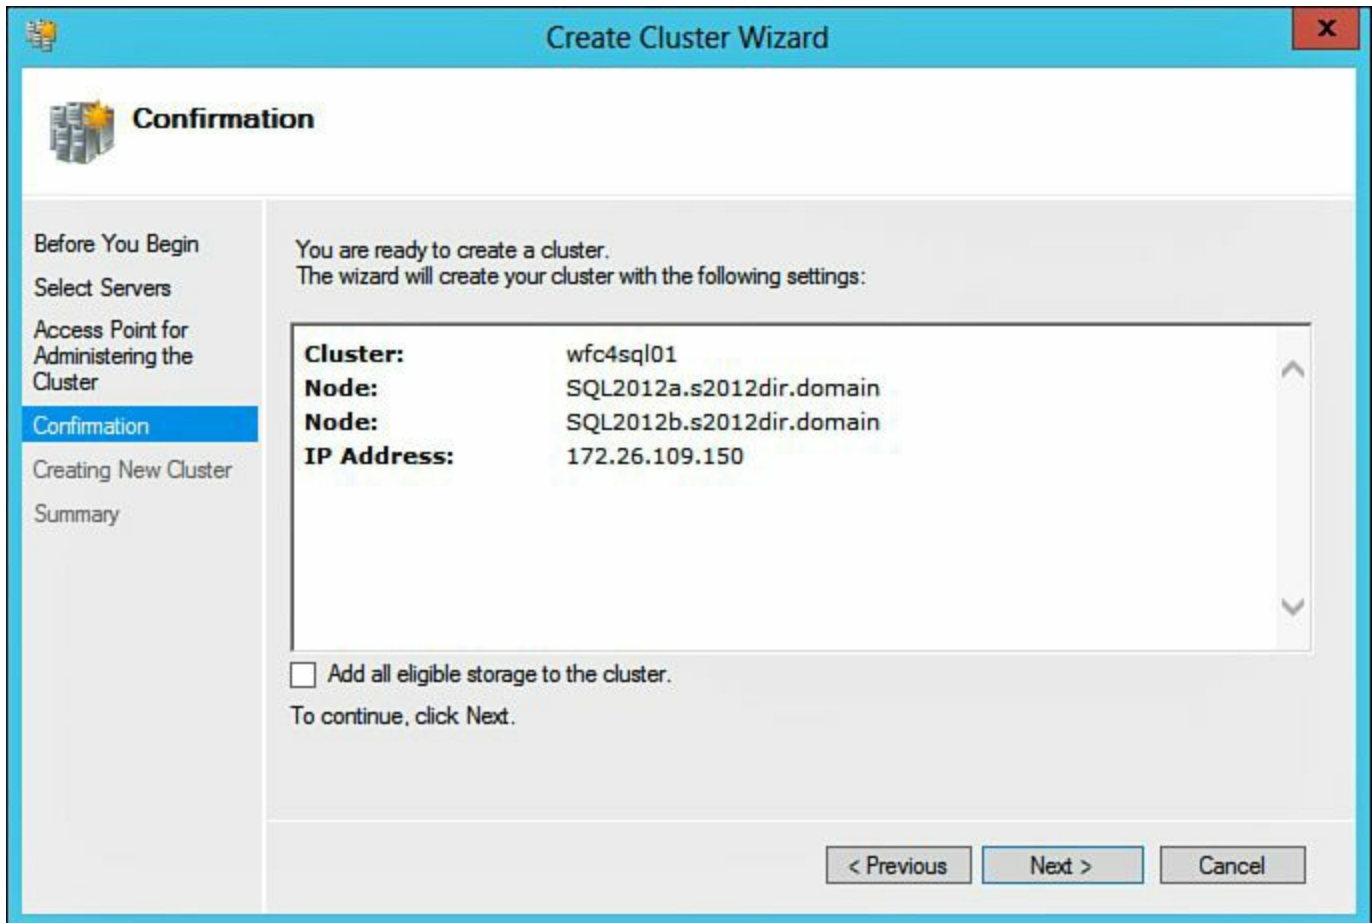 Create Cluster Wizard
x
Confirmation
Before You Begin
Select Servers
Access Point for
Administering the
Cluster
Confirmation
Creating New Cluster
Summary
You are ready to create a cluster.
The wizard will create your cluster with the following settings:
Cluster: wfc4sql01
Node: SQL2012a.s2012dir.domain
Node: SQL2012b.s2012dir.domain
IP Address: 172.26.109.150
Add all eligible storage to the cluster.
To continue, click Next.
< Previous Next > Cancel